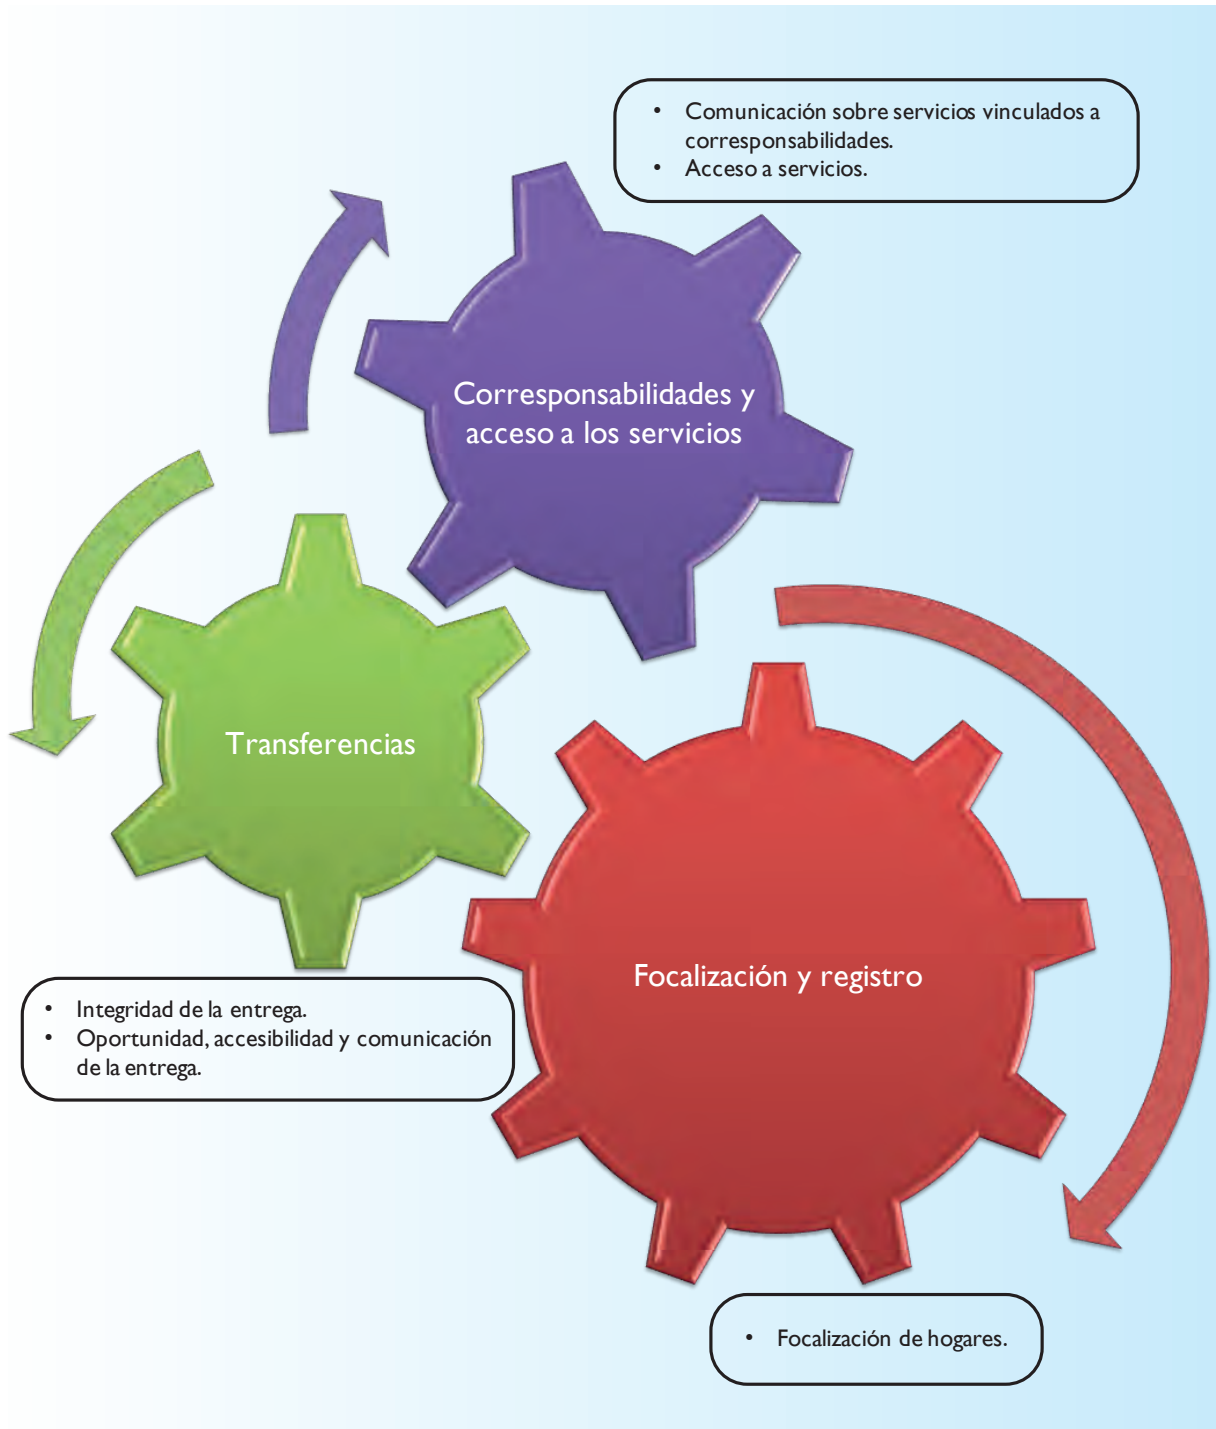 • Comunicación sobre servicios vinculados a
corresponsabilidades.
• Acceso a servicios.
Corresponsabilidades y
acceso a los servicios
Transferencias
Focalización y registro
• Integridad de la entrega.
• Oportunidad, accesibilidad y comunicación
de la entrega.
• Focalización de hogares.